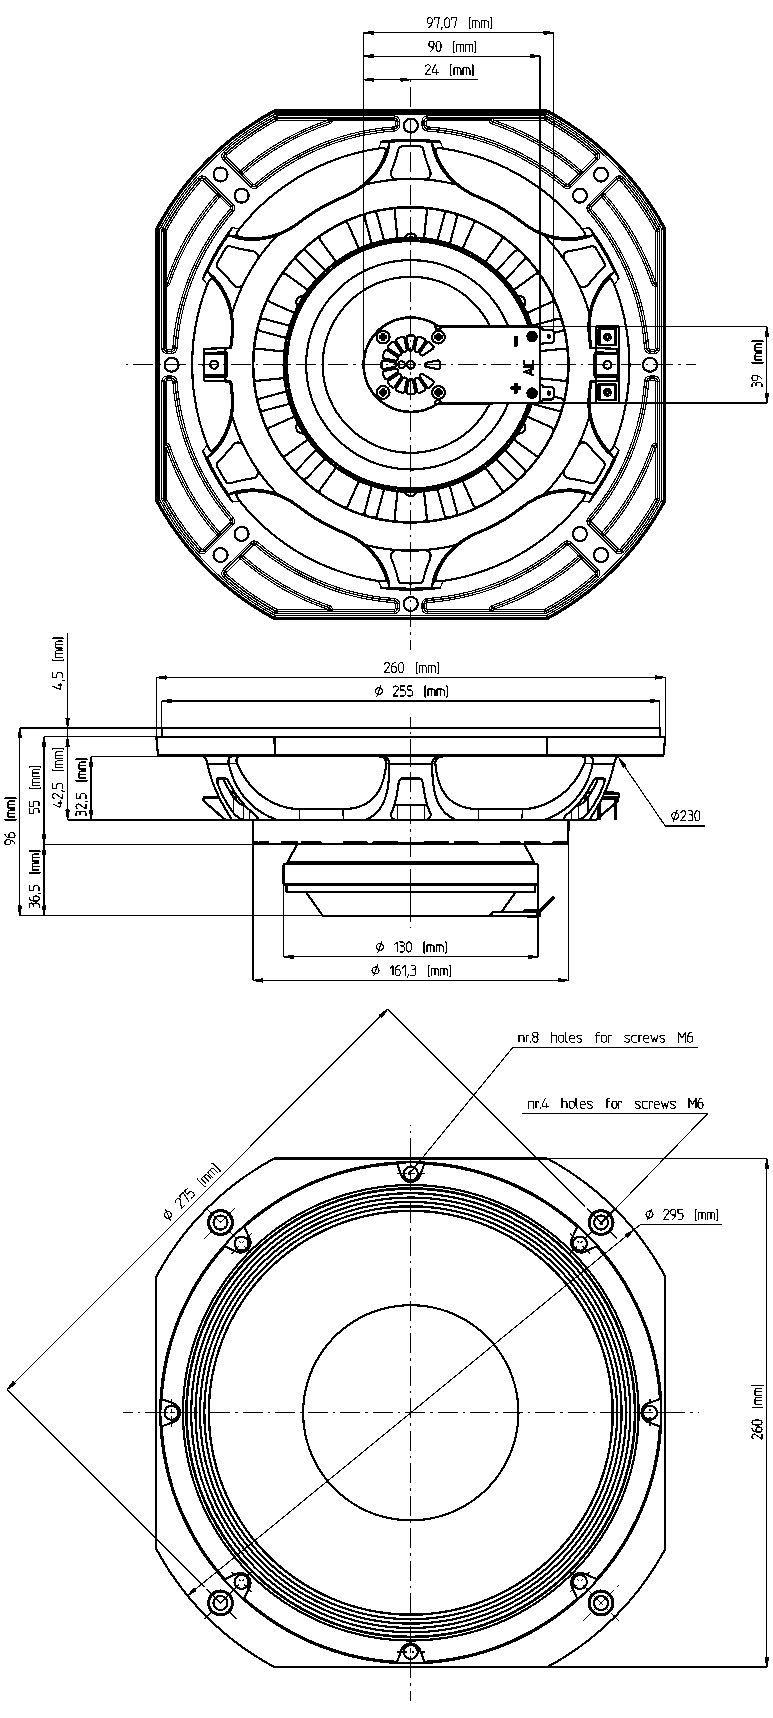 97,07 [mm]
90 [mm]
24 [mm]
-
AIC
+
39 [mm]
4,5 [mm]
260 [mm]
ϕ 255 [mm]
96 [mm]
55 [mm]
42,5 [mm]
32,5 [mm]
ϕ230
36,5 [mm]
ϕ 130 [mm]
ϕ 161,3 [mm]
nr.8 holes for screws M6
nr.4 holes for screws M6
ϕ 275 [mm]
ϕ 295 [mm]
260 [mm]